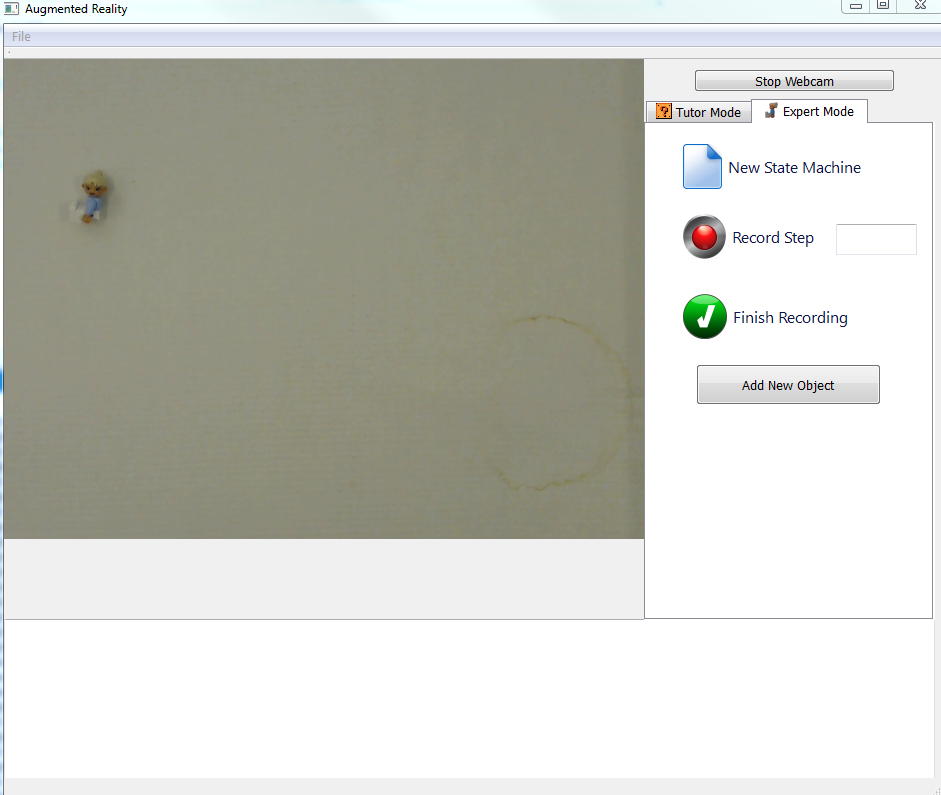 Augmented Reality
File
Stop Webcam
Tutor Mode
Expert Mode
New State Machine
Record Step
Finish Recording
Add New Object